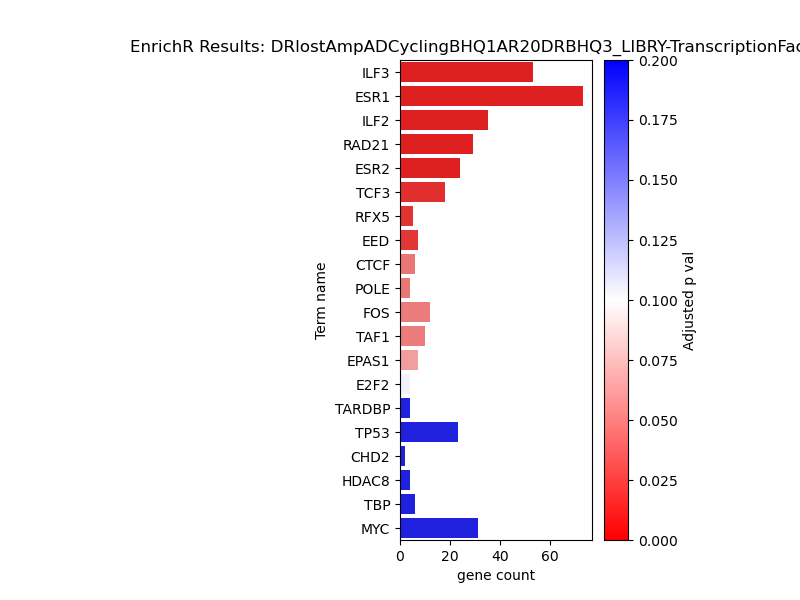 EnrichR Results: DRlostAmpADCyclingBHQ1AR20DRBHQ3_LIBRY-TranscriptionFac
ILF3
ESR1
ILF2
RAD21
ESR2
TCF3
RFX5
EED
CTCF
POLE
FOS
TAF1
EPAS1
E2F2
TARDBP
TP53
CHD2
HDAC8
TBP
MYC
Term name
0 20 40 60
gene count
0.200
0.175
0.150
0.125
0.100
0.075
0.050
0.025
0.000
Adjusted p val